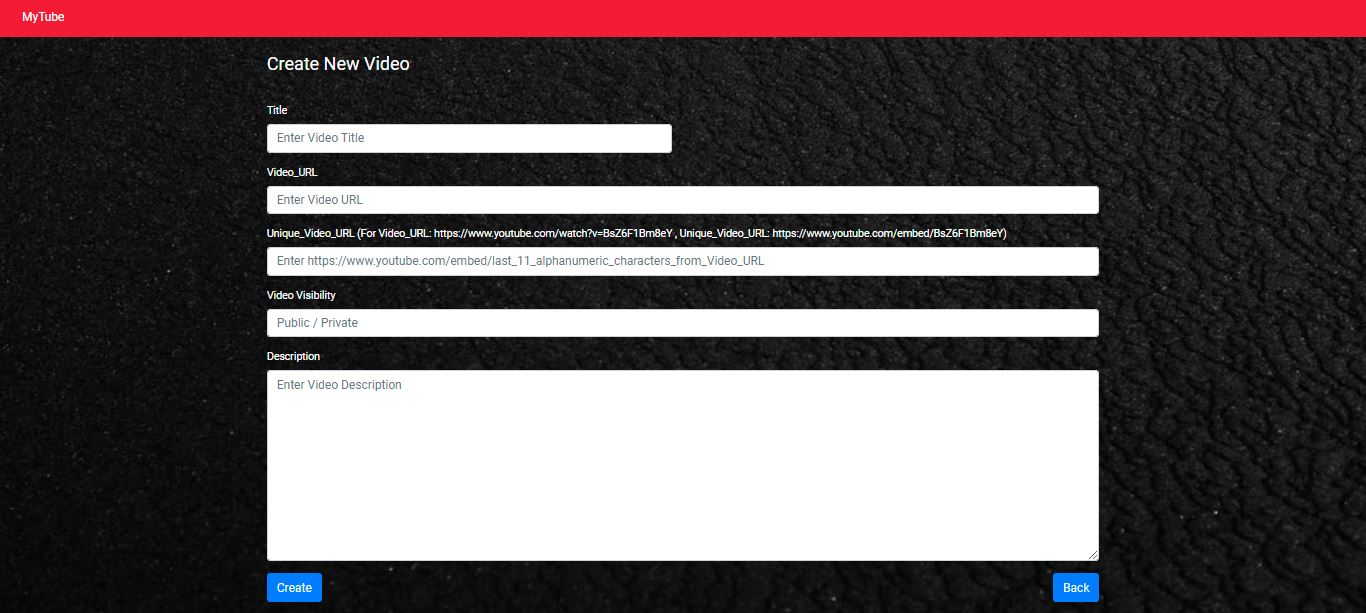 MyTube
Create New Video
Title
Enter Video Title
Video_URL
Enter Video URL
Unique_Video_URL (For Video_URL: https://www.youtube.com/watch?v=BsZ6F1Bm8eY , Unique_Video_URL: https://www.youtube.com/embed/BsZ6F1Bm8eY)
Enter https://www.youtube.com/embed/last_11_alphanumeric_characters_from_Video_URL
Video Visibility
Public / Private
Description
Enter Video Description
Create Back